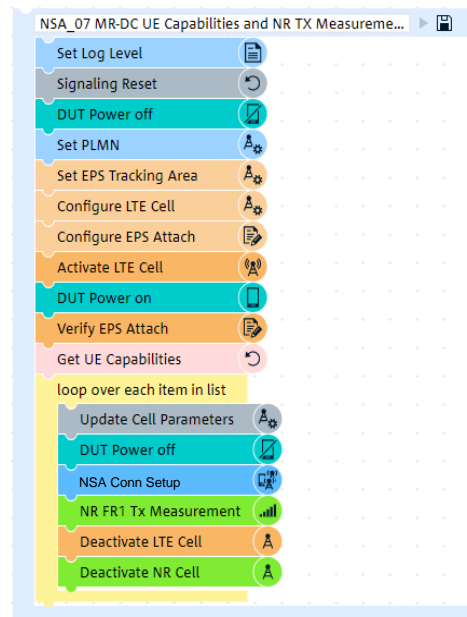 NSA_07 MR-DC UE Capabilities and NR TX Measureme...
Set Log Level
Signaling Reset
DUT Power off
Set PLMN
Set EPS Tracking Area
Configure LTE Cell
Configure EPS Attach
Activate LTE Cell
DUT Power on
Verify EPS Attach
Get UE Capabilities
loop over each item in list
Update Cell Parameters
DUT Power off
NSA Conn Setup
NR FR1 Tx Measurement
Deactivate LTE Cell
Deactivate NR Cell